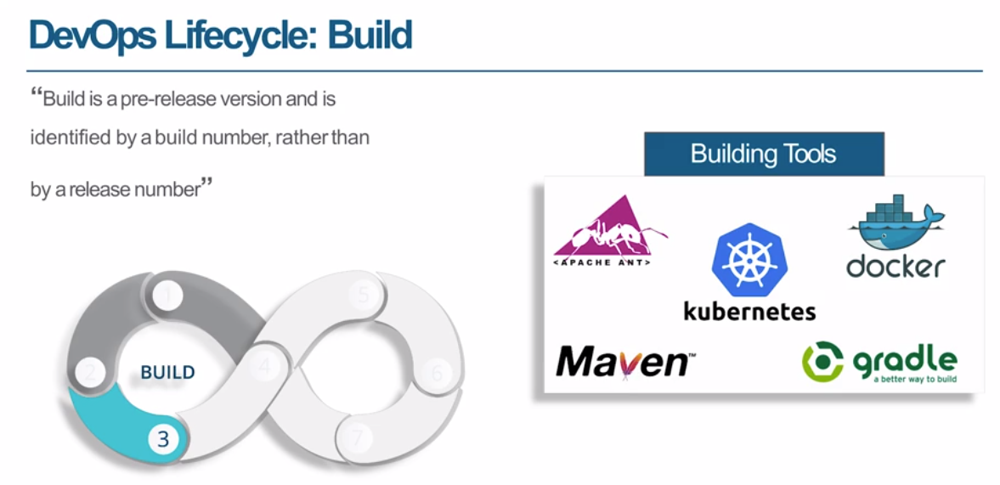 DevOps Lifecycle: Build
“Build is a pre-release version and is
identified by a build number, rather than
by a release number”
Building Tools
<APACHE ANT>
docker
kubernetes
Maven™
gradle
a better way to build
1
5
2
BUILD
4
6
3
7